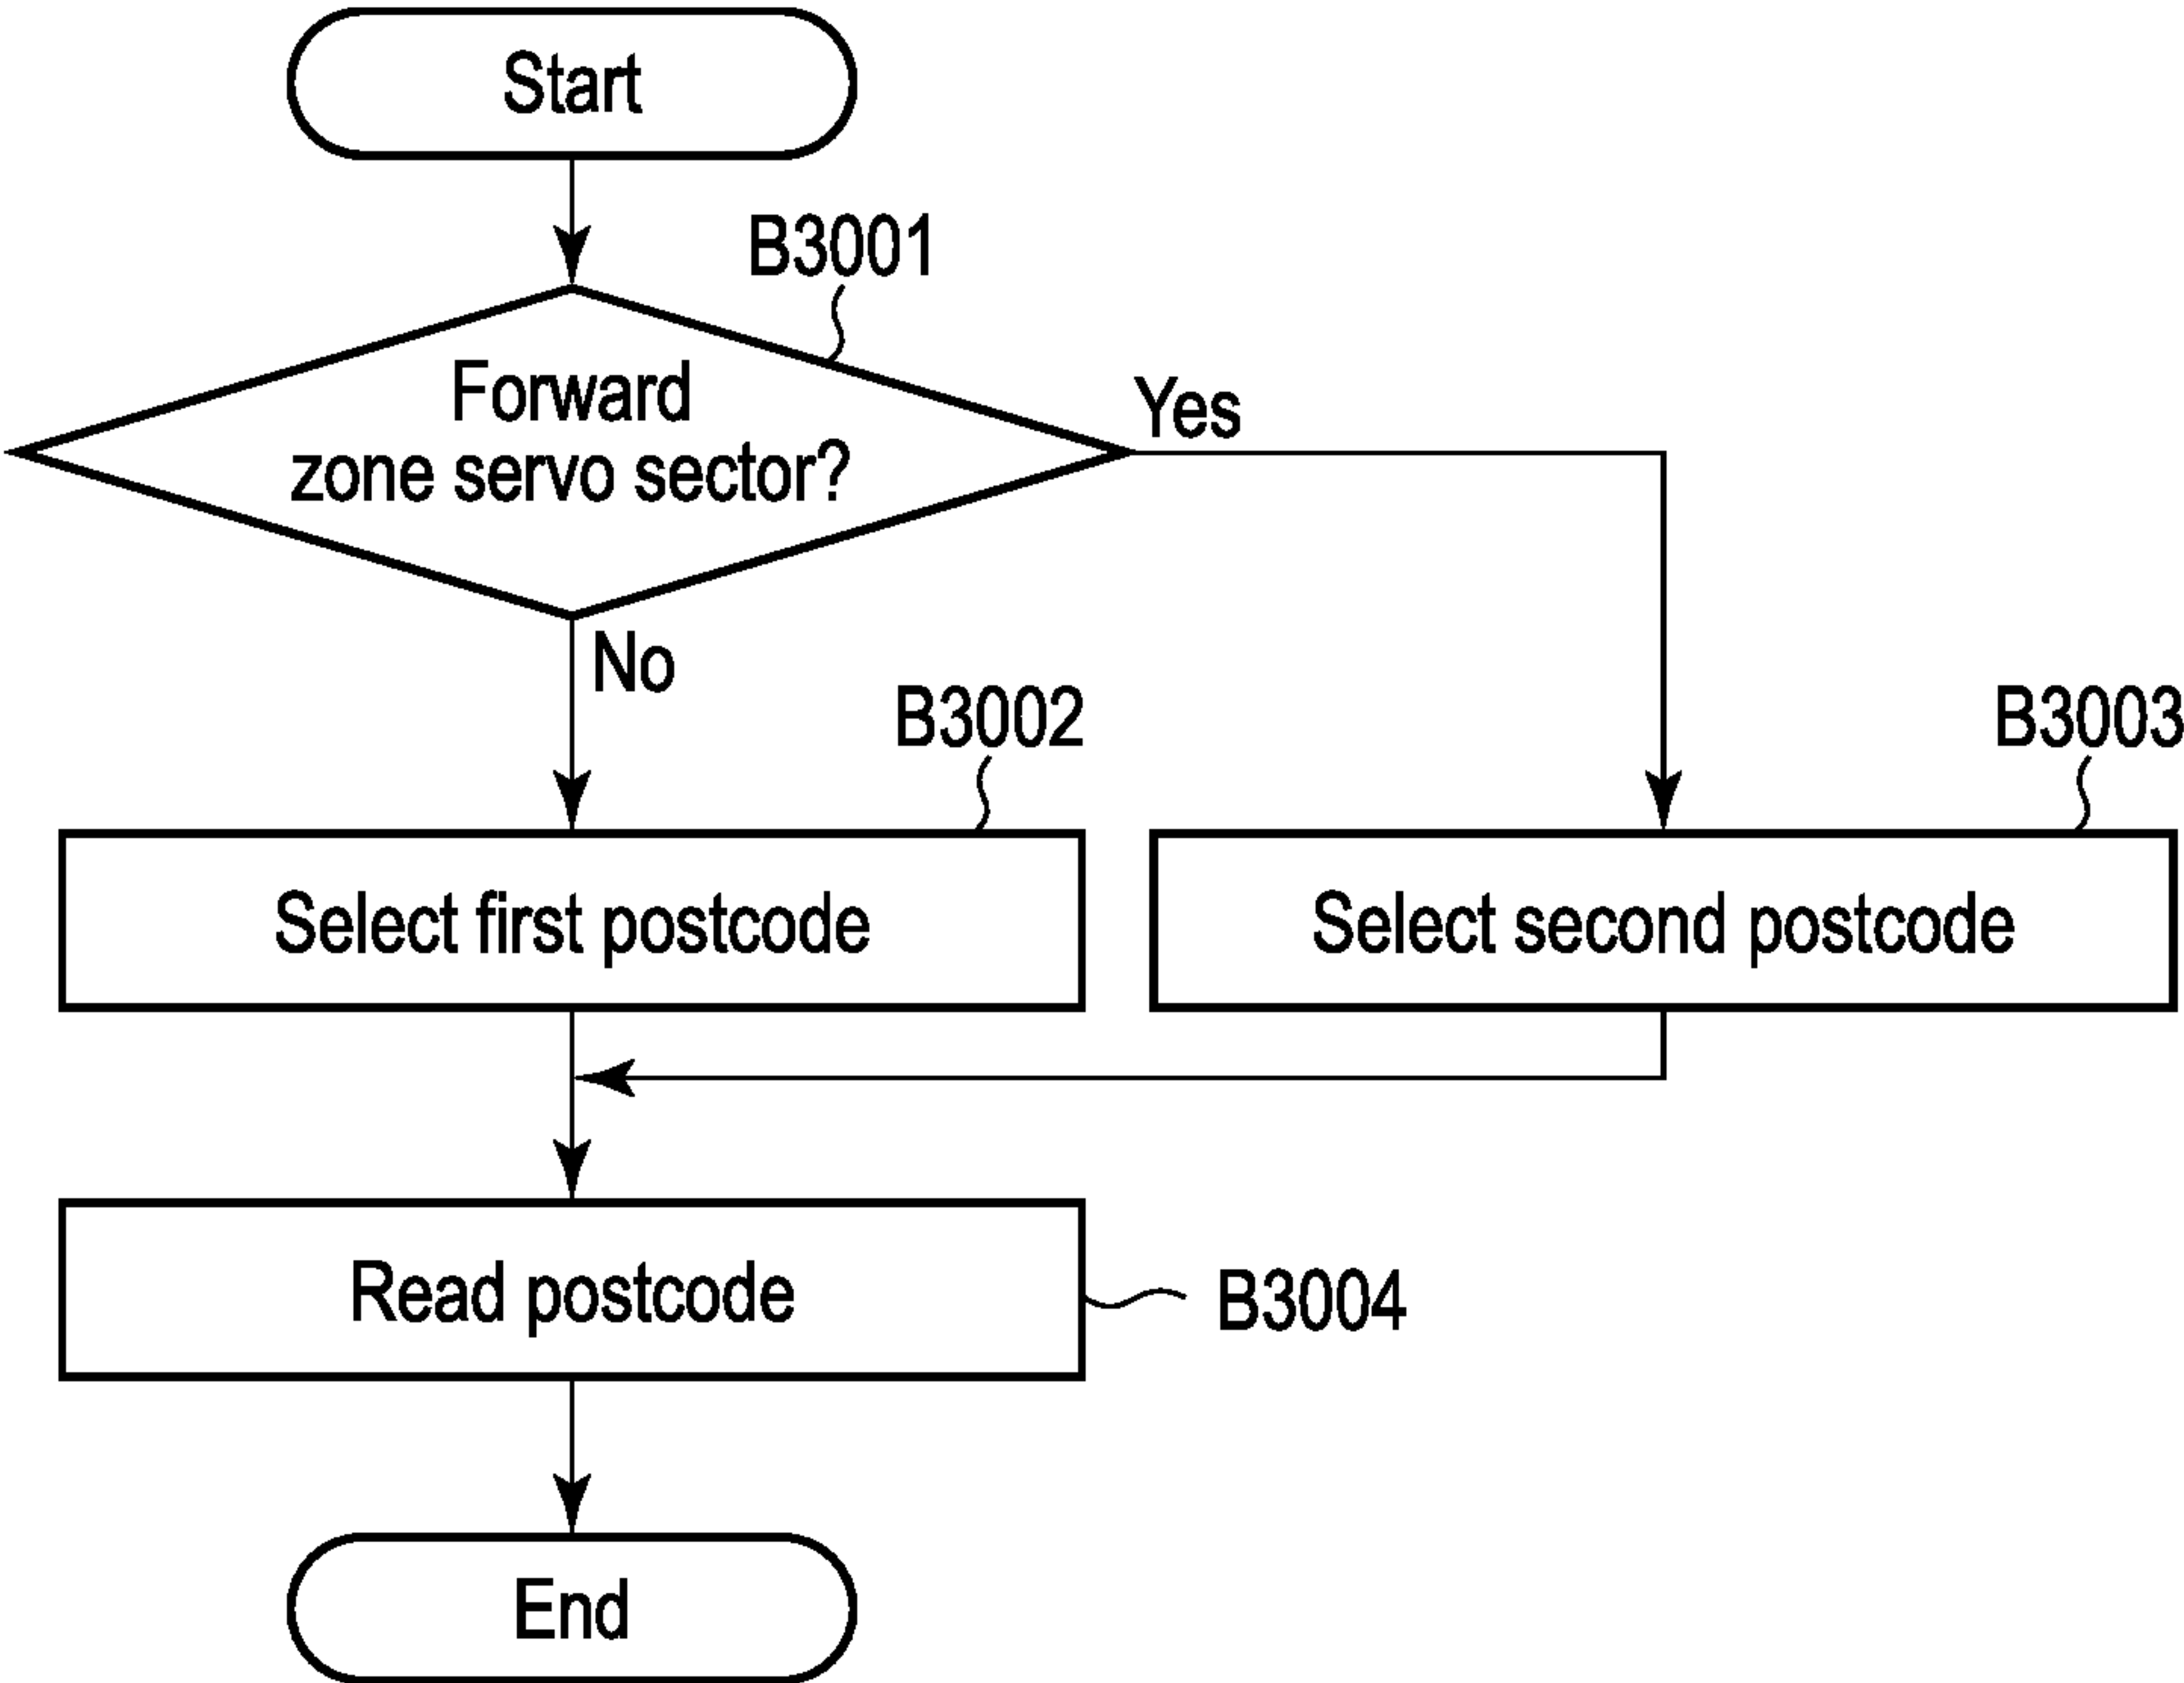 Start
B3001
Forward
zone servo sector?
Yes
No
B3002
B3003
Select first postcode
Select second postcode
Read postcode
B3004
End